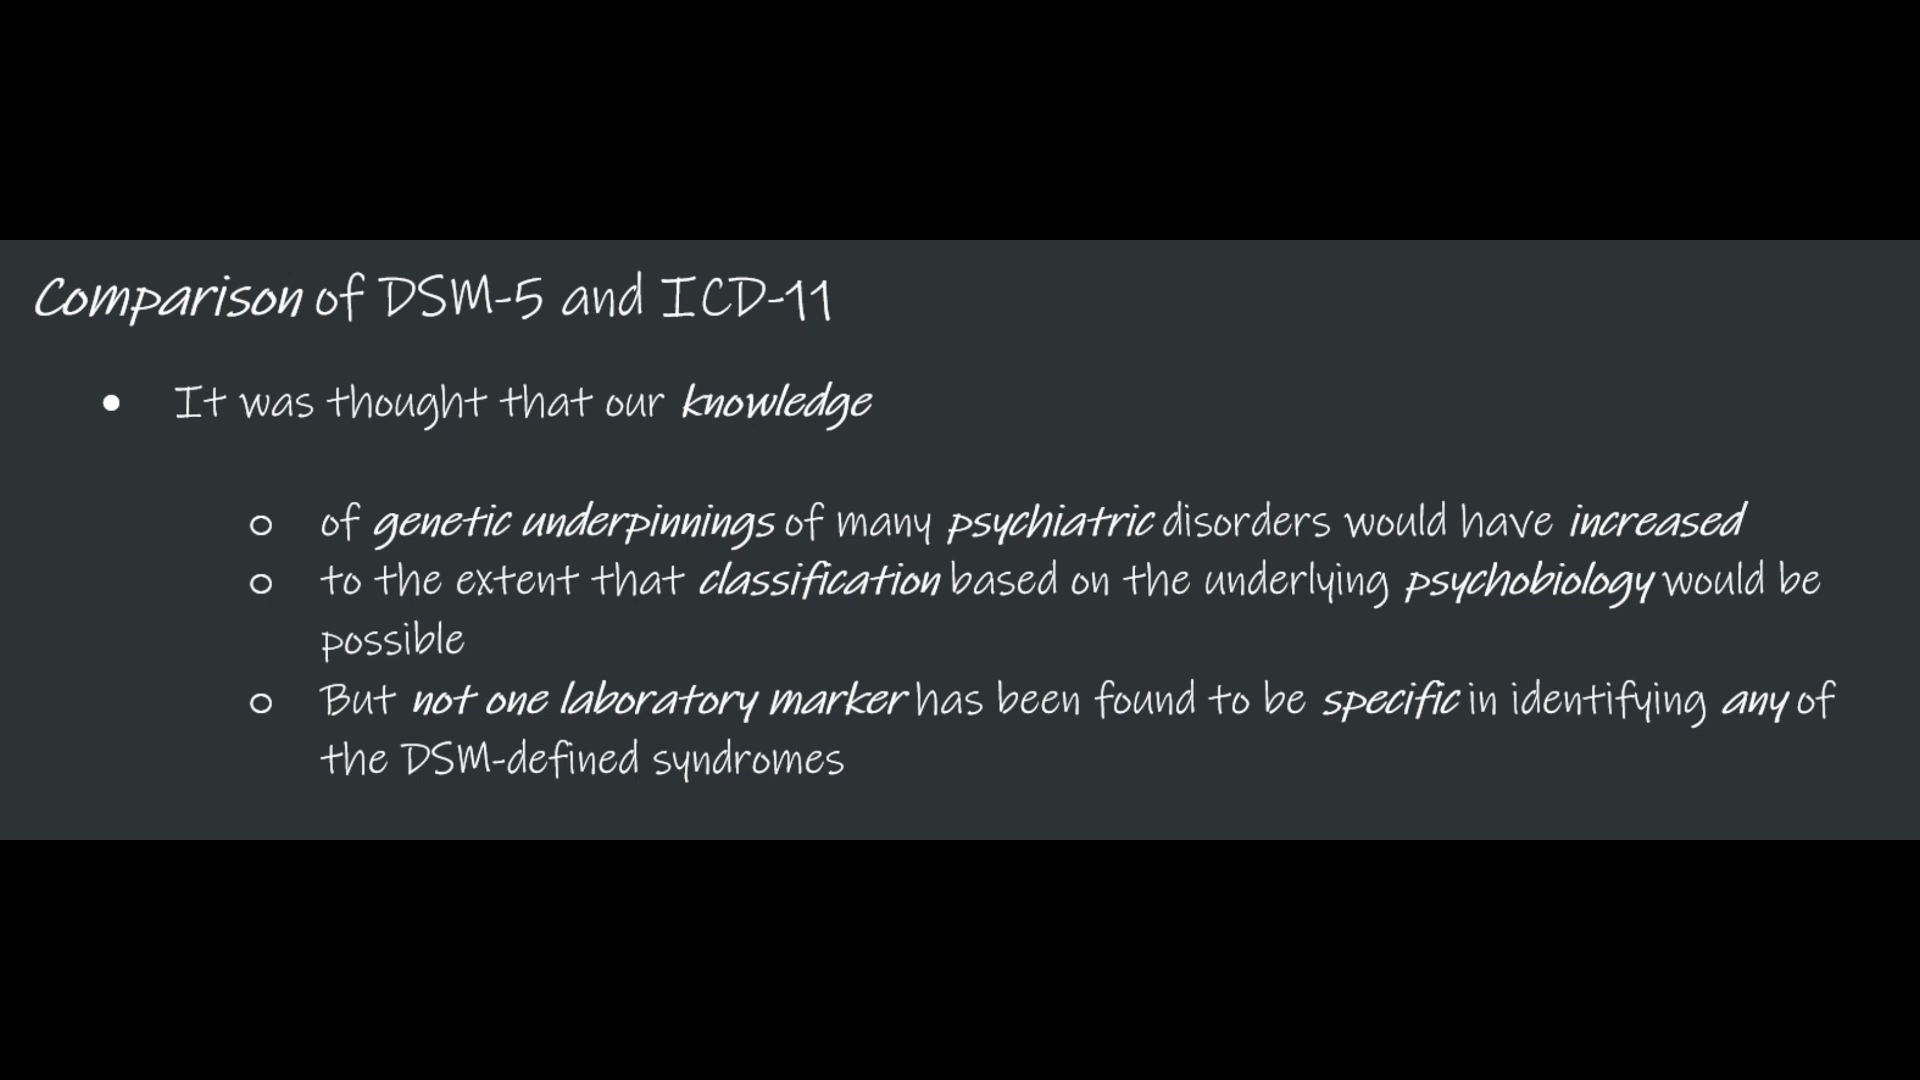 Comparison of DSM-5 and ICD-11
• It was thought that our knowledge
○ of genetic underpinnings of many psychiatric disorders would have increased
○ to the extent that classification based on the underlying psychobiology would be
possible
○ But not one laboratory marker has been found to be specific in identifying any of
the DSM-defined syndromes